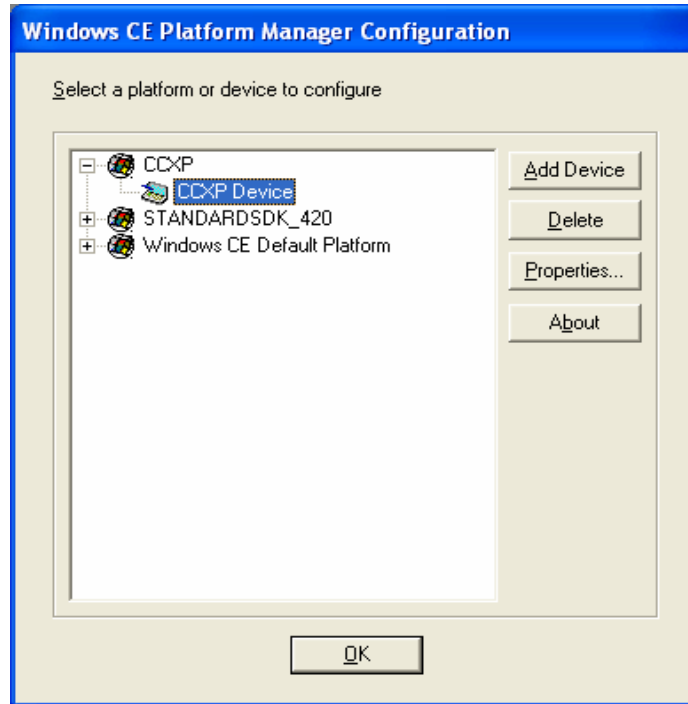 Windows CE Platform Manager Configuration
Select a platform or device to configure
CCXP
CCXP Device
STANDARDSDK_420
Windows CE Default Platform
Add Device
Delete
Properties...
About
OK